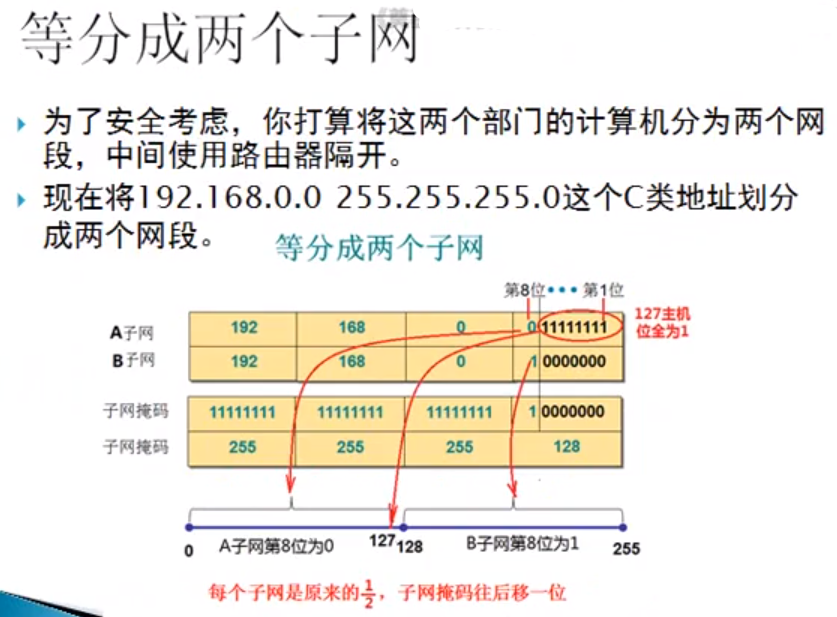 等分成两个子网
为了安全考虑，你打算将这两个部门的计算机分为两个网
段，中间使用路由器隔开。
现在将192.168.0.0 255.255.255.0这个C类地址划分
成两个网段。
等分成两个子网
第8位 ••• 第1位
A子网 192 168 0 0 11111111
127主机
位全为1
B子网 192 168 0 1 0000000
子网掩码 11111111 11111111 11111111 1 0000000
子网掩码 255 255 255 128
0 A子网第8位为0 127 128 B子网第8位为1 255
每个子网是原来的1/2，子网掩码往后移一位